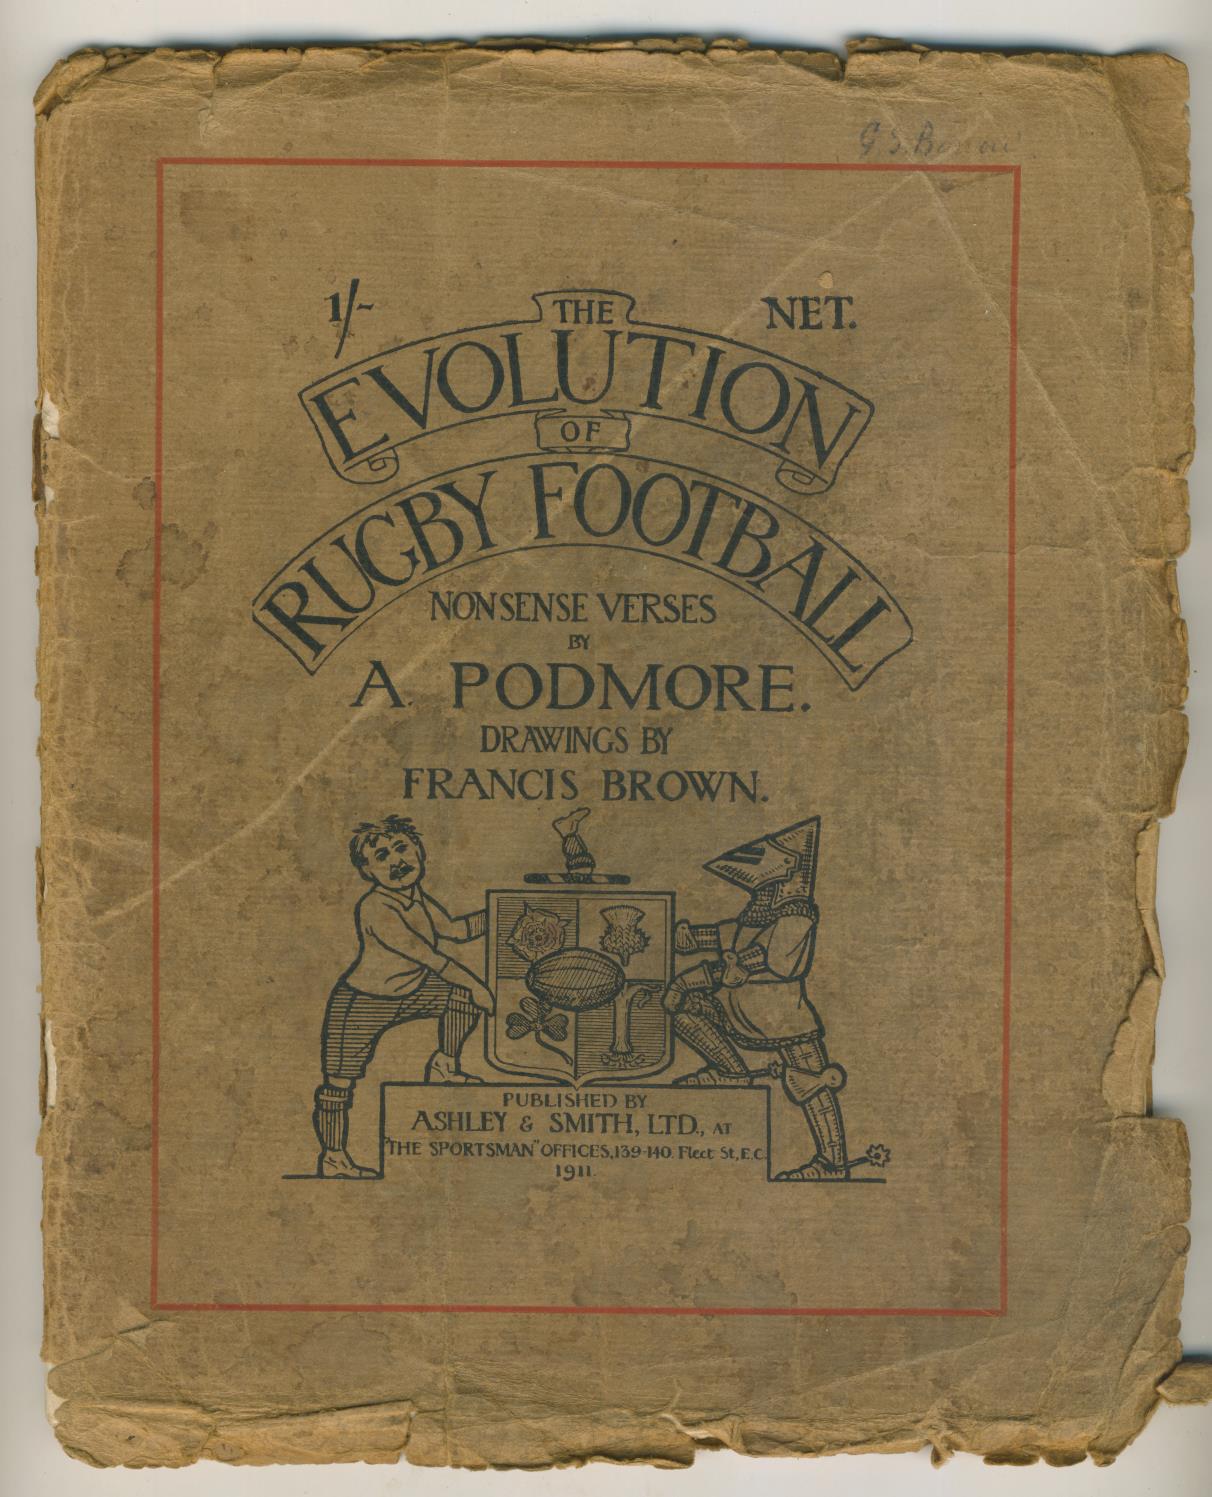 G. S.
1/- NET.
THE
EVOLUTION
OF
RUGBY FOOTBALL
NONSENSE VERSES
BY
A. PODMORE.
DRAWINGS BY
FRANCIS BROWN.
PUBLISHED BY
ASHLEY & SMITH, LTD., AT
"THE SPORTSMAN" OFFICES, 139-140. Fleet St, E.C.
1911.